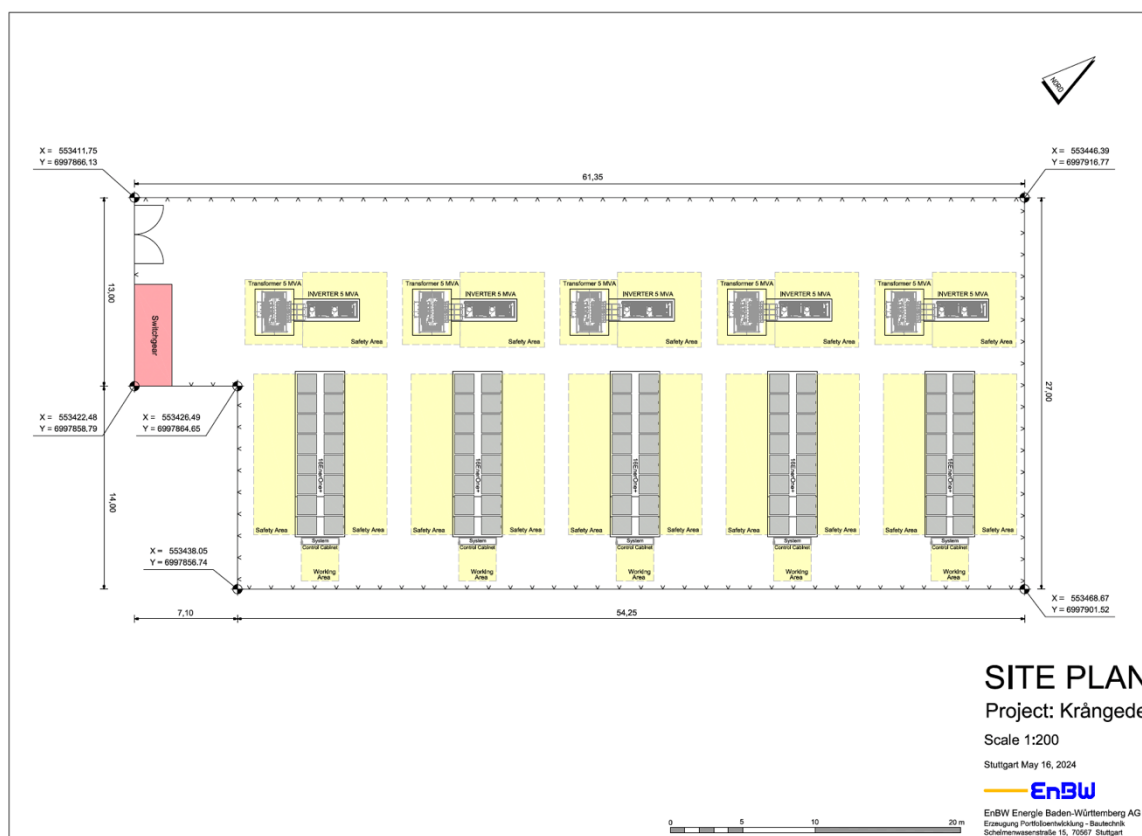 NORD
X = 553411.75
Y = 6997866.13
X = 553446.39
Y = 6997916.77
61,35
13,00
Switchgear
Transformer 5 MVA
INVERTER 5 MVA
Safety Area
Transformer 5 MVA
INVERTER 5 MVA
Safety Area
Transformer 5 MVA
INVERTER 5 MVA
Safety Area
Transformer 5 MVA
INVERTER 5 MVA
Safety Area
Transformer 5 MVA
INVERTER 5 MVA
Safety Area
27,00
X = 553422.48
Y = 6997858.79
X = 553426.49
Y = 6997864.65
14,00
16EnerOne+
Safety Area
Safety Area
System
Control Cabinet
Working
Area
16EnerOne+
Safety Area
Safety Area
System
Control Cabinet
Working
Area
16EnerOne+
Safety Area
Safety Area
System
Control Cabinet
Working
Area
16EnerOne+
Safety Area
Safety Area
System
Control Cabinet
Working
Area
16EnerOne+
Safety Area
Safety Area
System
Control Cabinet
Working
Area
X = 553438.05
Y = 6997856.74
X = 553468.67
Y = 6997901.52
7,10
54,25
SITE PLAN
Project: Krångede
Scale 1:200
Stuttgart May 16, 2024
EnBW
EnBW Energie Baden-Württemberg AG
Erzeugung Portfolioentwicklung - Bautechnik
Schelmenwasenstraße 15, 70567 Stuttgart
0 5 10 20 m